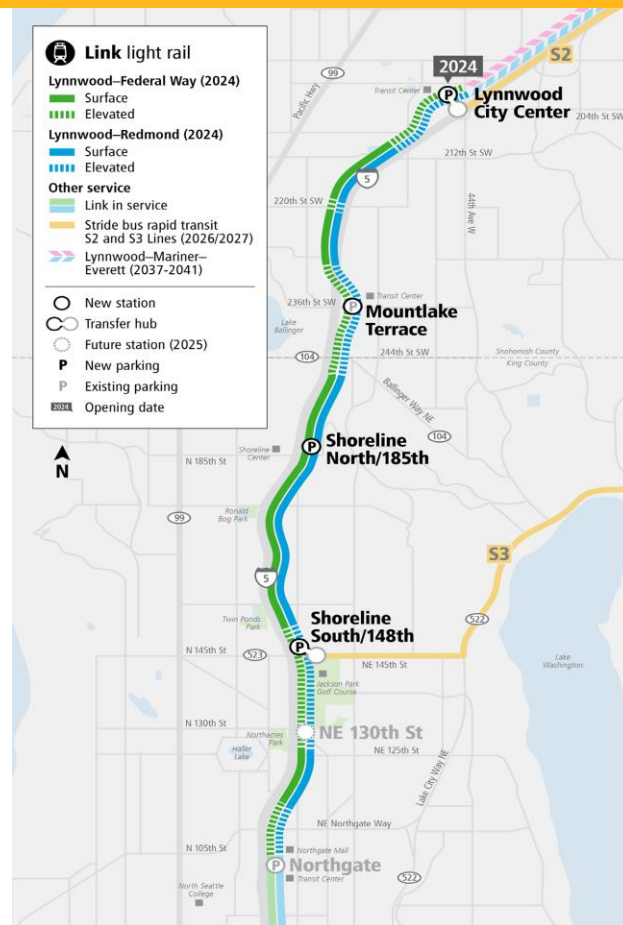 Link light rail
Lynnwood–Federal Way (2024)
Surface
Elevated
Lynnwood–Redmond (2024)
Surface
Elevated
Other service
Link in service
Stride bus rapid transit
S2 and S3 Lines (2026/2027)
Lynnwood–Mariner–
Everett (2037-2041)
New station
Transfer hub
Future station (2025)
P New parking
P Existing parking
2024 Opening date
N
99
Pacific Hwy
2024
S2
Transit Center
P
Lynnwood
City Center
204th St SW
212th St SW
5
44th Ave W
220th St SW
Transit Center
236th St SW
P
Mountlake
Terrace
Lake
Ballinger
104
244th St SW
Snohomish County
King County
Ballinger Way NE
104
Shoreline
Center
P
Shoreline
North/185th
N 185th St
99
Ronald
Bog Park
S3
5
522
Twin Ponds
Park
Shoreline
South/148th
P
N 145th St
523
NE 145th St
Lake
Washington
Jackson Park
Golf Course
N 130th St
Northacres
Park
NE 130th St
Haller
Lake
NE 125th St
Lake City Way NE
NE Northgate Way
N 105th St
Northgate Mall
P
Northgate
Transit Center
522
North Seattle
College